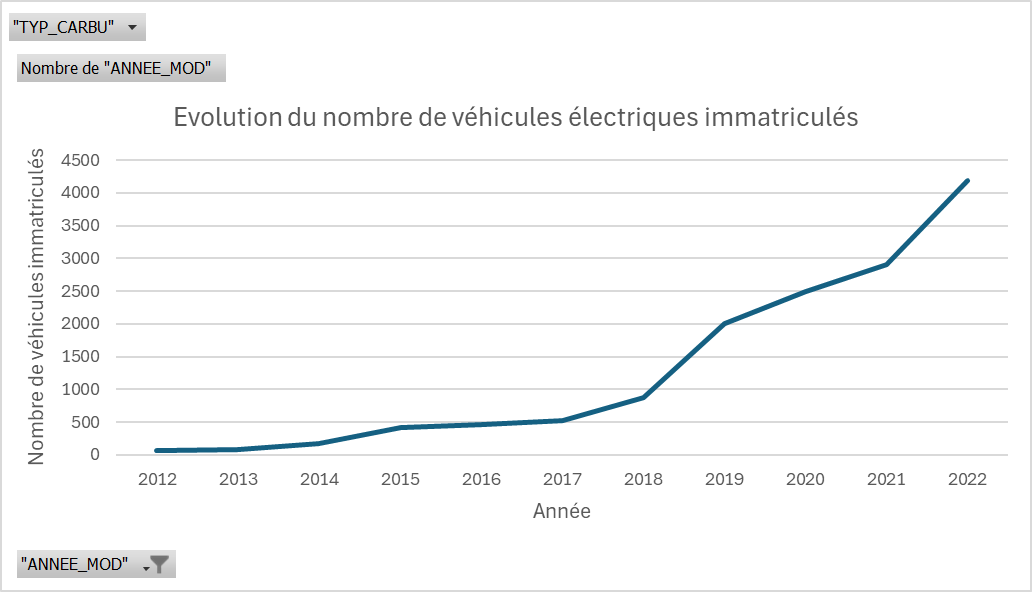 "TYP_CARBU"
Nombre de "ANNEE_MOD"
Evolution du nombre de véhicules électriques immatriculés
Nombre de véhicules immatriculés
4500
4000
3500
3000
2500
2000
1500
1000
500
0
2012 2013 2014 2015 2016 2017 2018 2019 2020 2021 2022
Année
"ANNEE_MOD"